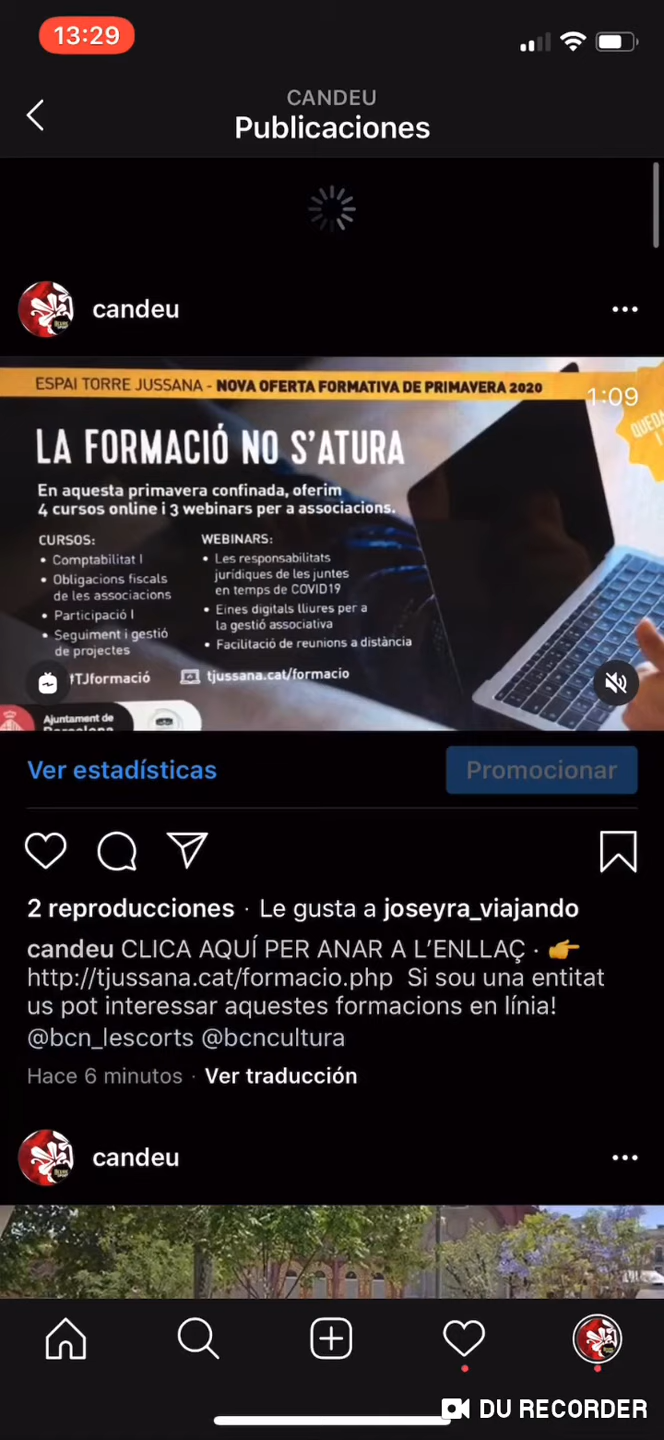 13:29
CANDEU
Publicaciones
candeu
ESPAI TORRE JUSSANA - NOVA OFERTA FORMATIVA DE PRIMAVERA 2020
1:09
LA FORMACIÓ NO S'ATURA
En aquesta primavera confinada, oferim
4 cursos online i 3 webinars per a associacions.
CURSOS:
• Comptabilitat I
• Obligacions fiscals
de les associacions
• Participació I
• Seguiment i gestió
de projectes
WEBINARS:
• Les responsabilitats
jurídiques de les juntes
en temps de COVID19
• Eines digitals lliures per a
la gestió associativa
• Facilitació de reunions a distància
#TJformació
tjussana.cat/formacio
Ajuntament de
Barcelona
Ver estadísticas
Promocionar
2 reproducciones · Le gusta a joseyra_viajando
candeu CLICA AQUÍ PER ANAR A L'ENLLAÇ · 👉
http://tjussana.cat/formacio.php Si sou una entitat
us pot interessar aquestes formacions en línia!
@bcn_lescorts @bcncultura
Hace 6 minutos · Ver traducción
candeu
DU RECORDER